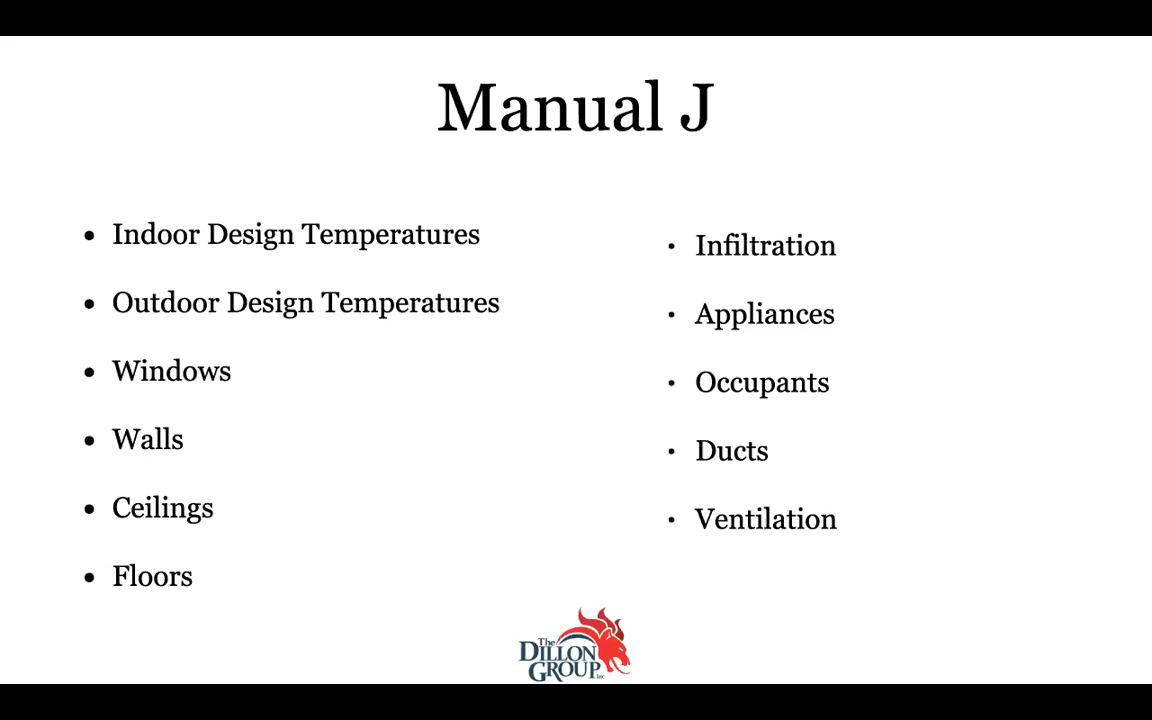 Manual J
• Indoor Design Temperatures
• Outdoor Design Temperatures
• Windows
• Walls
• Ceilings
• Floors
• Infiltration
• Appliances
• Occupants
• Ducts
• Ventilation
The
DILLON
GROUP Inc